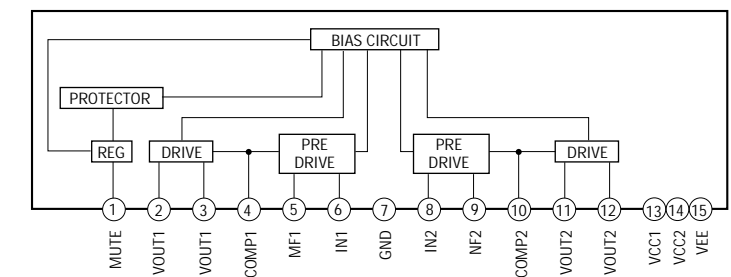 BIAS CIRCUIT
PROTECTOR
REG
DRIVE
PRE
DRIVE
PRE
DRIVE
DRIVE
1
2
3
4
5
6
7
8
9
10
11
12
13
14
15
MUTE
VOUT1
VOUT1
COMP1
MF1
IN1
GND
IN2
NF2
COMP2
VOUT2
VOUT2
VCC1
VCC2
VEE